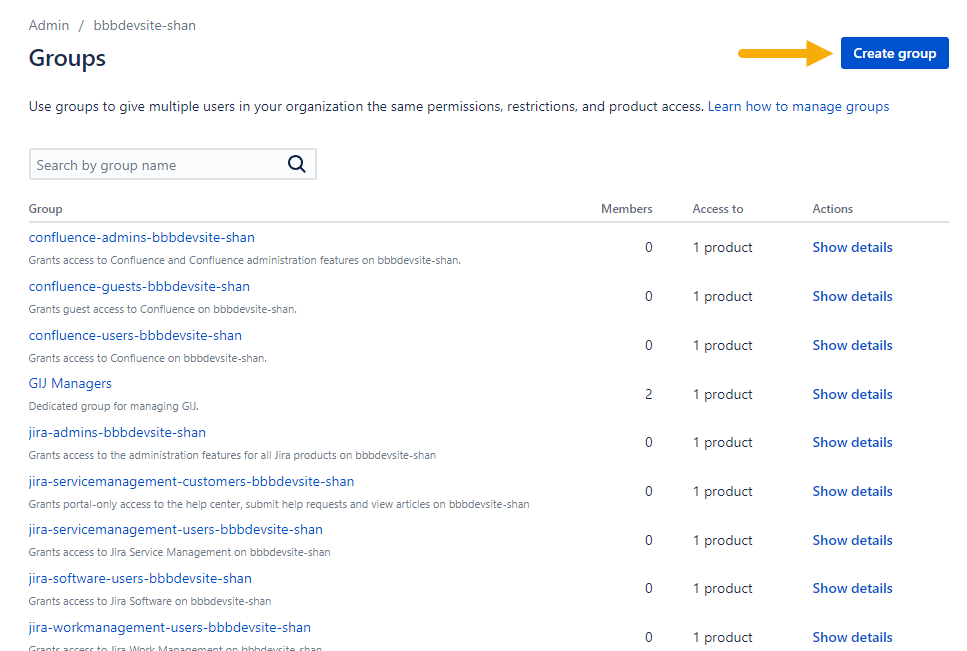 Admin / bbbdevsite-shan
Groups
Create group
Use groups to give multiple users in your organization the same permissions, restrictions, and product access. Learn how to manage groups
Search by group name
Group Members Access to Actions
confluence-admins-bbbdevsite-shan
0 1 product Show details
Grants access to Confluence and Confluence administration features on bbbdevsite-shan.
confluence-guests-bbbdevsite-shan
0 1 product Show details
Grants guest access to Confluence on bbbdevsite-shan.
confluence-users-bbbdevsite-shan
0 1 product Show details
Grants access to Confluence on bbbdevsite-shan.
GIJ Managers
2 1 product Show details
Dedicated group for managing GIJ.
jira-admins-bbbdevsite-shan
0 1 product Show details
Grants access to the administration features for all Jira products on bbbdevsite-shan
jira-servicemanagement-customers-bbbdevsite-shan
0 1 product Show details
Grants portal-only access to the help center, submit help requests and view articles on bbbdevsite-shan
jira-servicemanagement-users-bbbdevsite-shan
0 1 product Show details
Grants access to Jira Service Management on bbbdevsite-shan
jira-software-users-bbbdevsite-shan
0 1 product Show details
Grants access to Jira Software on bbbdevsite-shan
jira-workmanagement-users-bbbdevsite-shan
0 1 product Show details
Grants access to Jira Work Management on bbbdevsite-shan